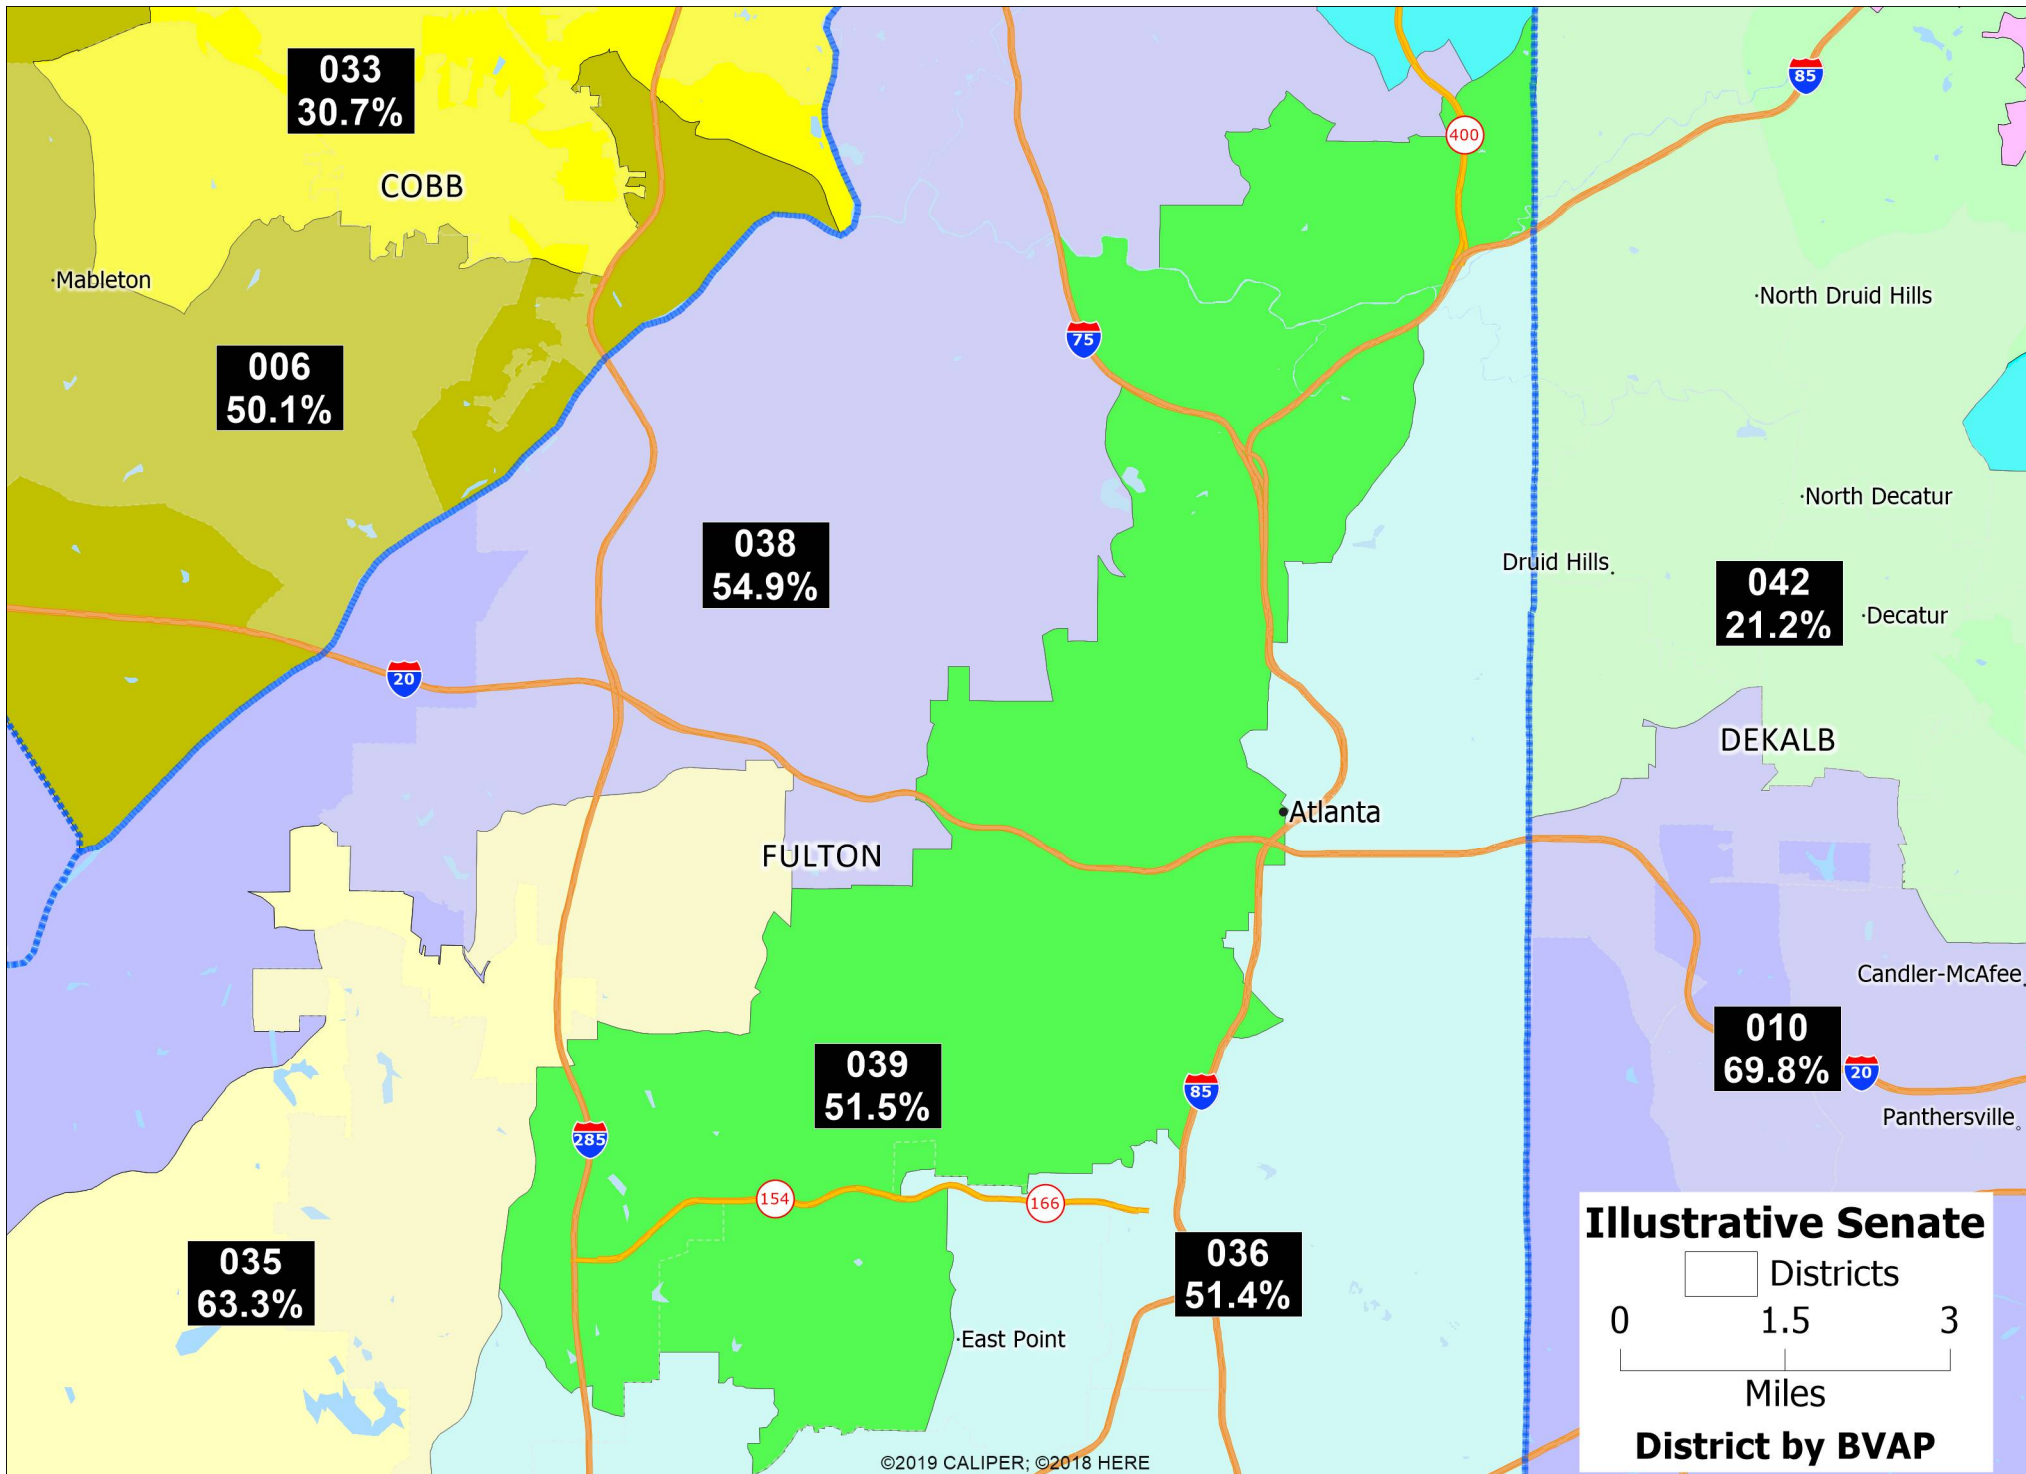 033
30.7%
85
400
COBB
Mableton
North Druid Hills
75
006
50.1%
North Decatur
038
54.9%
Druid Hills
042
21.2%
Decatur
20
DEKALB
Atlanta
FULTON
Candler-McAfee
010
69.8%
20
039
51.5%
85
Panthersville
285
154
166
Illustrative Senate
Districts
0 1.5 3
Miles
District by BVAP
035
63.3%
036
51.4%
East Point
©2019 CALIPER; ©2018 HERE